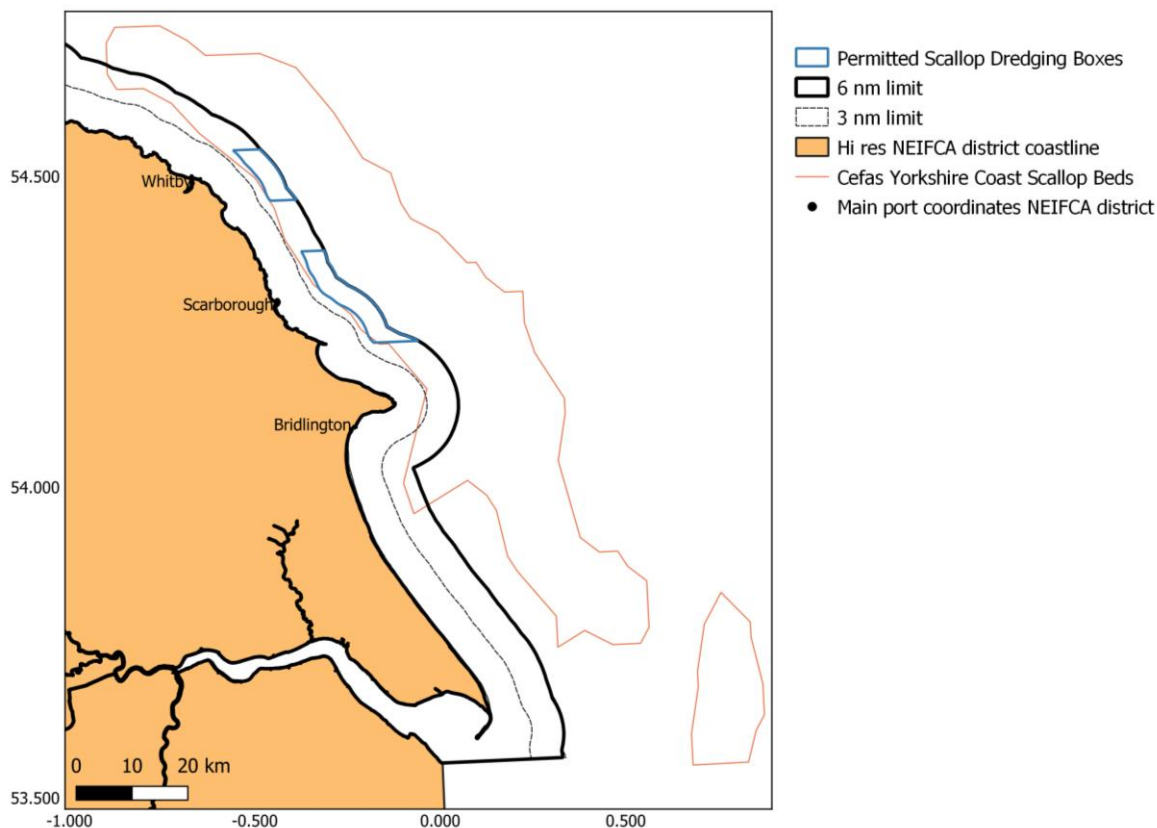 Permitted Scallop Dredging Boxes
6 nm limit
3 nm limit
Hi res NEIFCA district coastline
Cefas Yorkshire Coast Scallop Beds
Main port coordinates NEIFCA district
54.500
Whitby
Scarborough
Bridlington
54.000
0 10 20 km
53.500
-1.000 -0.500 0.000 0.500